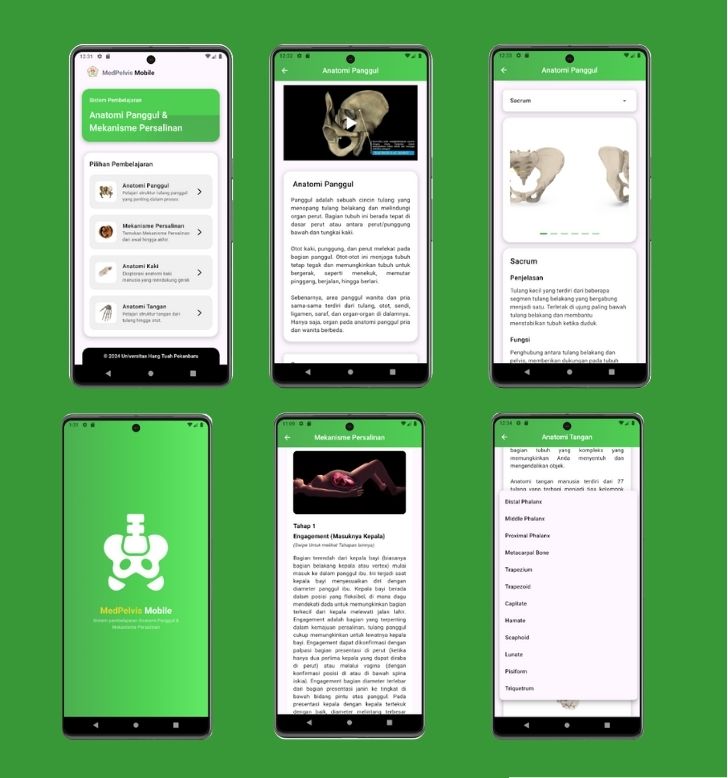 12:31
MedPelvis Mobile
Sistem Pembelajaran
Anatomi Panggul &
Mekanisme Persalinan
Pilihan Pembelajaran
Anatomi Panggul
Pelajari struktur tulang panggul
yang penting dalam proses
Mekanisme Persalinan
Temukan Mekanisme Persalinan
dari awal hingga akhir.
Anatomi Kaki
Eksplorasi anatomi kaki
manusia yang mendukung gerak
Anatomi Tangan
Pelajari struktur tangan dari
tulang hingga otot.
© 2024 Universitas Hang Tuah Pekanbaru
12:32
Anatomi Panggul
Anatomi Panggul
Panggul adalah sebuah cincin tulang yang
menopang tulang belakang dan melindungi
organ perut. Bagian tubuh ini berada tepat di
dasar perut atau antara perut/punggung
bawah dan tungkai kaki.
Otot kaki, punggung, dan perut melekat pada
bagian panggul. Otot-otot ini menjaga tubuh
tetap tegak dan memungkinkan tubuh untuk
bergerak, seperti menekuk, memutar
pinggang, berjalan, hingga berlari.
Sebenarnya, area panggul wanita dan pria
sama-sama terdiri dari tulang, otot, sendi,
ligamen, saraf, dan organ-organ di dalamnya.
Hanya saja, organ pada anatomi panggul pria
dan wanita berbeda.
12:33
Anatomi Panggul
Sacrum
Sacrum
Penjelasan
Tulang kecil yang terdiri dari beberapa
segmen tulang belakang yang bergabung
menjadi satu. Terletak di ujung paling bawah
tulang belakang dan membantu
menstabilkan tubuh ketika duduk.
Fungsi
Penghubung antara tulang belakang dan
pelvis, memberikan dukungan pada tubuh
1:31
MedPelvis Mobile
Sistem pembelajaran Anatomi Panggul &
Mekanisme Persalinan
11:09
Mekanisme Persalinan
Tahap 1
Engagement (Masuknya Kepala)
(Swipe Untuk melihat Tahapan lainnya)
Bagian terendah dari kepala bayi (biasanya
bagian belakang kepala atau vertex) mulai
masuk ke dalam panggul ibu. Ini terjadi saat
kepala bayi menyesuaikan diri dengan
diameter panggul ibu. Kepala bayi berada
dalam posisi yang fleksibel, di mana dagu
mendekati dada untuk memungkinkan bagian
terkecil dari kepala melewati jalan lahir.
Engagement adalah bagian yang terpenting
dalam kemajuan persalinan, tulang panggul
cukup memungkinkan untuk lewatnya kepala
bayi. Engagement dapat dikonfirmasi dengan
palpasi bagian presentasi di perut (ketika
hanya dua perlima kepala yang dapat diraba
di perut) atau melalui vagina (dengan
konfirmasi posisi di atau di bawah spina
iskia). Engagement bagian diameter terlebar
dari bagian presentasi janin ke tingkat di
bawah bidang pintu atas panggul. Pada
presentasi kepala dengan kepala tertekuk
dengan baik, diameter melintang terbesar
12:34
Anatomi Tangan
bagian tubuh yang kompleks yang
memungkinkan Anda menyentuh dan
mengendalikan objek.
Anatomi tangan manusia terdiri dari 27
tulang yang terbagi menjadi tiga kelompok
Distal Phalanx
Middle Phalanx
Proximal Phalanx
Metacarpal Bone
Trapezium
Trapezoid
Capitate
Hamate
Scaphoid
Lunate
Pisiform
Triquetrum